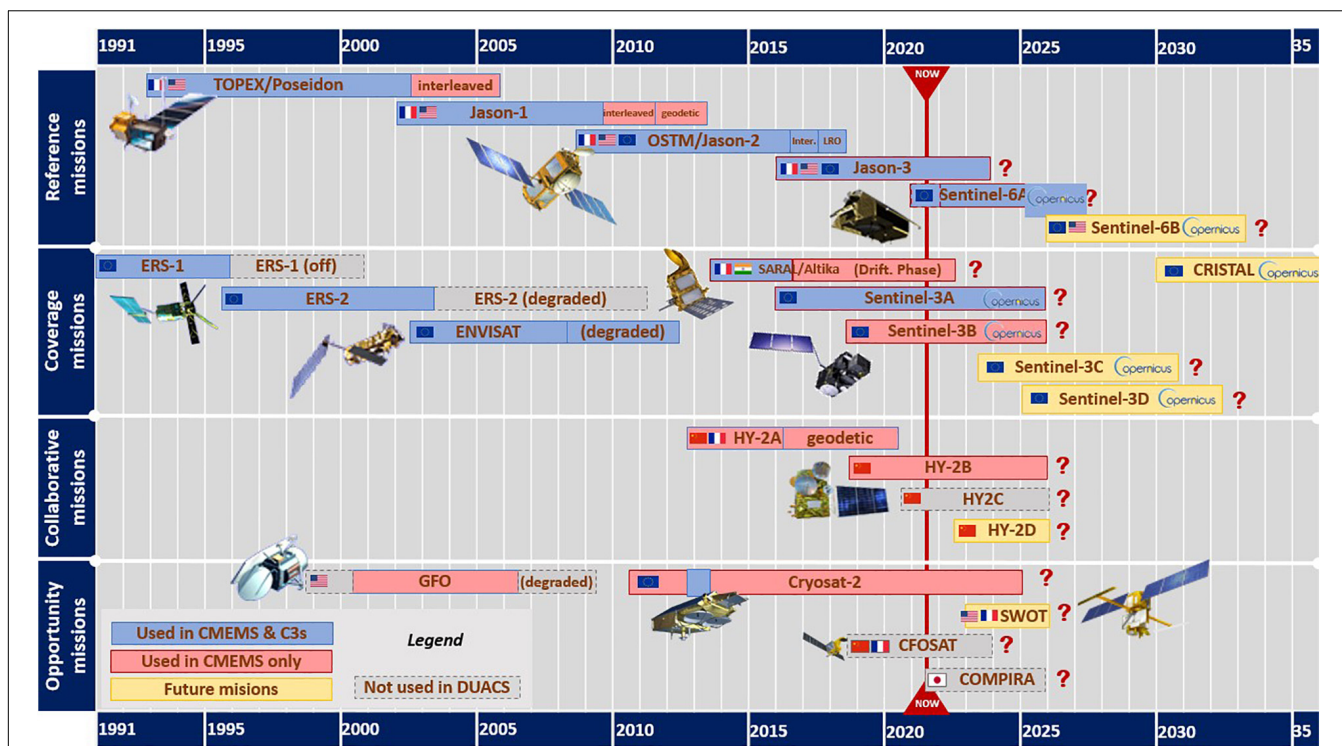 1991 1995 2000 2005 2010 2015 2020 2025 2030 35
NOW
Reference
missions
TOPEX/Poseidon interleaved
Jason-1 interleaved geodetic
OSTM/Jason-2 Inter. LRO
Jason-3 ?
Sentinel-6A opernicus ?
Sentinel-6B opernicus ?
Coverage
missions
ERS-1 ERS-1 (off) SARAL/Altika (Drift. Phase) ? CRISTAL opernicus
ERS-2 ERS-2 (degraded) Sentinel-3A opernicus ?
ENVISAT (degraded) Sentinel-3B opernicus ?
Sentinel-3C opernicus ?
Sentinel-3D opernicus ?
Collaborative
missions
HY-2A geodetic
HY-2B ?
HY2C ?
HY-2D ?
Opportunity
missions
GFO (degraded) Cryosat-2 ?
SWOT ?
CFOSAT ?
COMPIRA ?
Legend
Used in CMEMS & C3s
Used in CMEMS only
Future misions
Not used in DUACS
NOW
1991 1995 2000 2005 2010 2015 2020 2025 2030 35